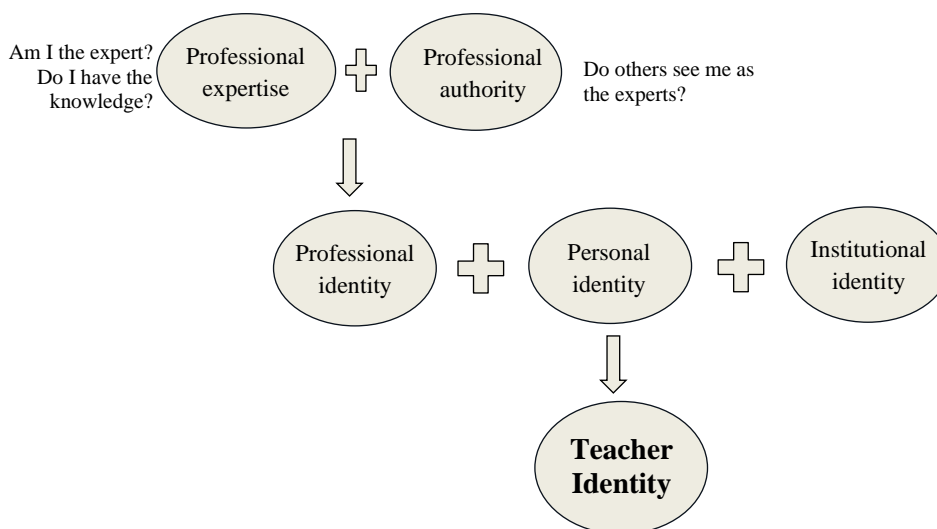 Am I the expert?
Do I have the
knowledge?
Professional
expertise
Professional
authority
Do others see me as
the experts?
Professional
identity
Personal
identity
Institutional
identity
Teacher
Identity